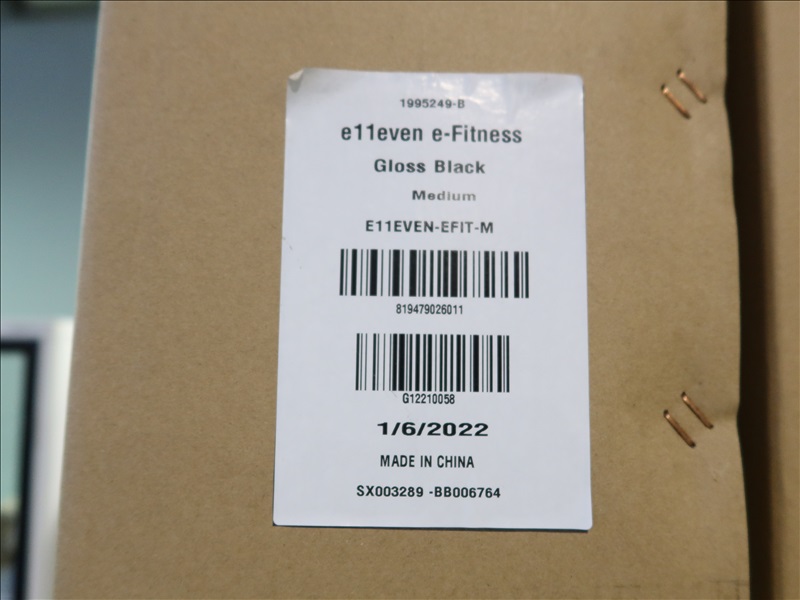 1995249-B
e11even e-Fitness
Gloss Black
Medium
E11EVEN-EFIT-M
819479026011
G12210058
1/6/2022
MADE IN CHINA
SX003289 -BB006764